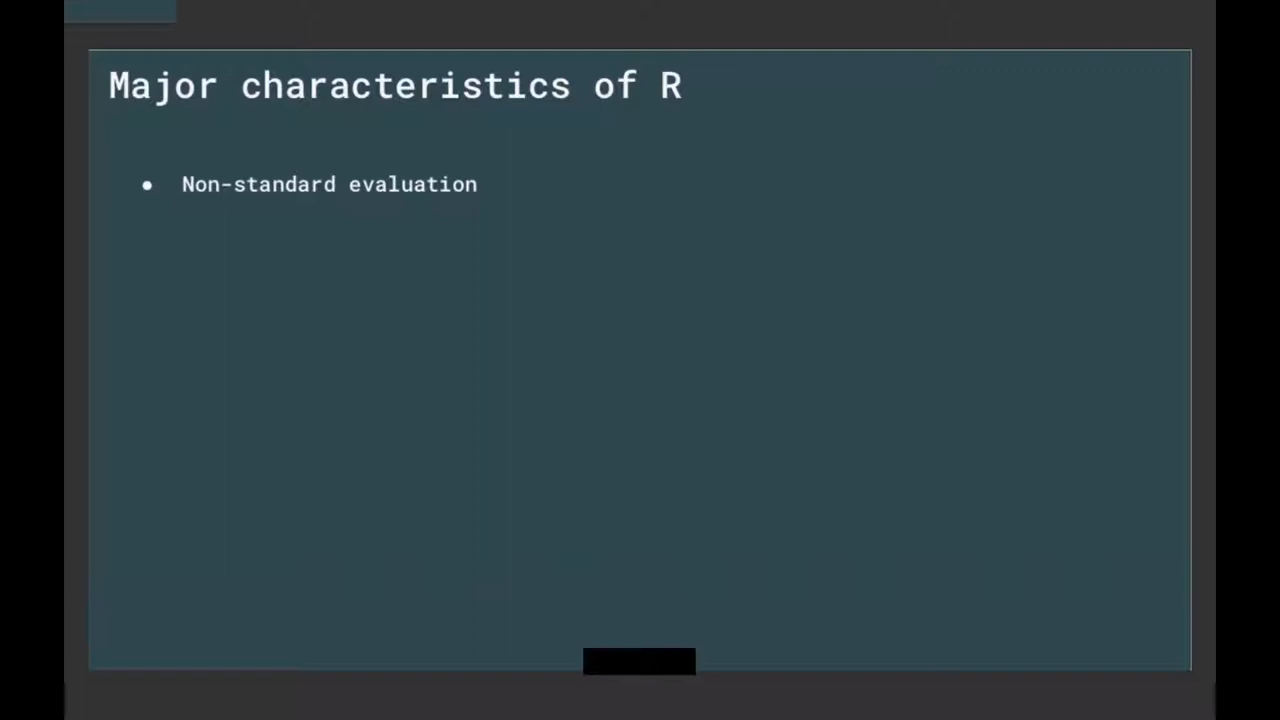 Major characteristics of R
● Non-standard evaluation